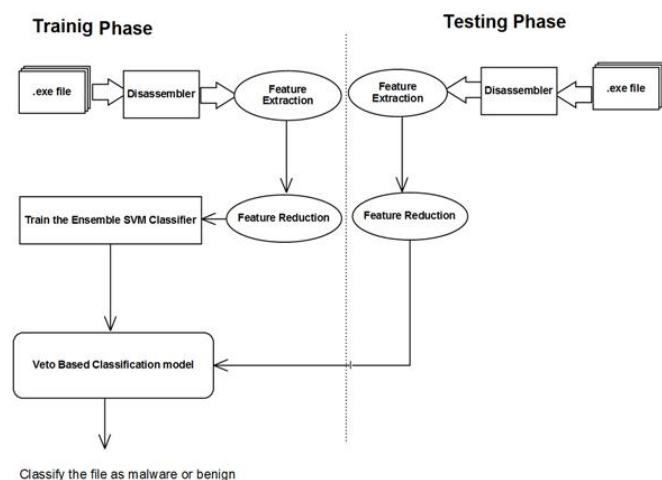 Trainig Phase
Testing Phase
.exe file
Disassembler
Feature
Extraction
Feature
Extraction
Disassembler
.exe file
Train the Ensemble SVM Classifier
Feature Reduction
Feature Reduction
Veto Based Classification model
Classify the file as malware or benign